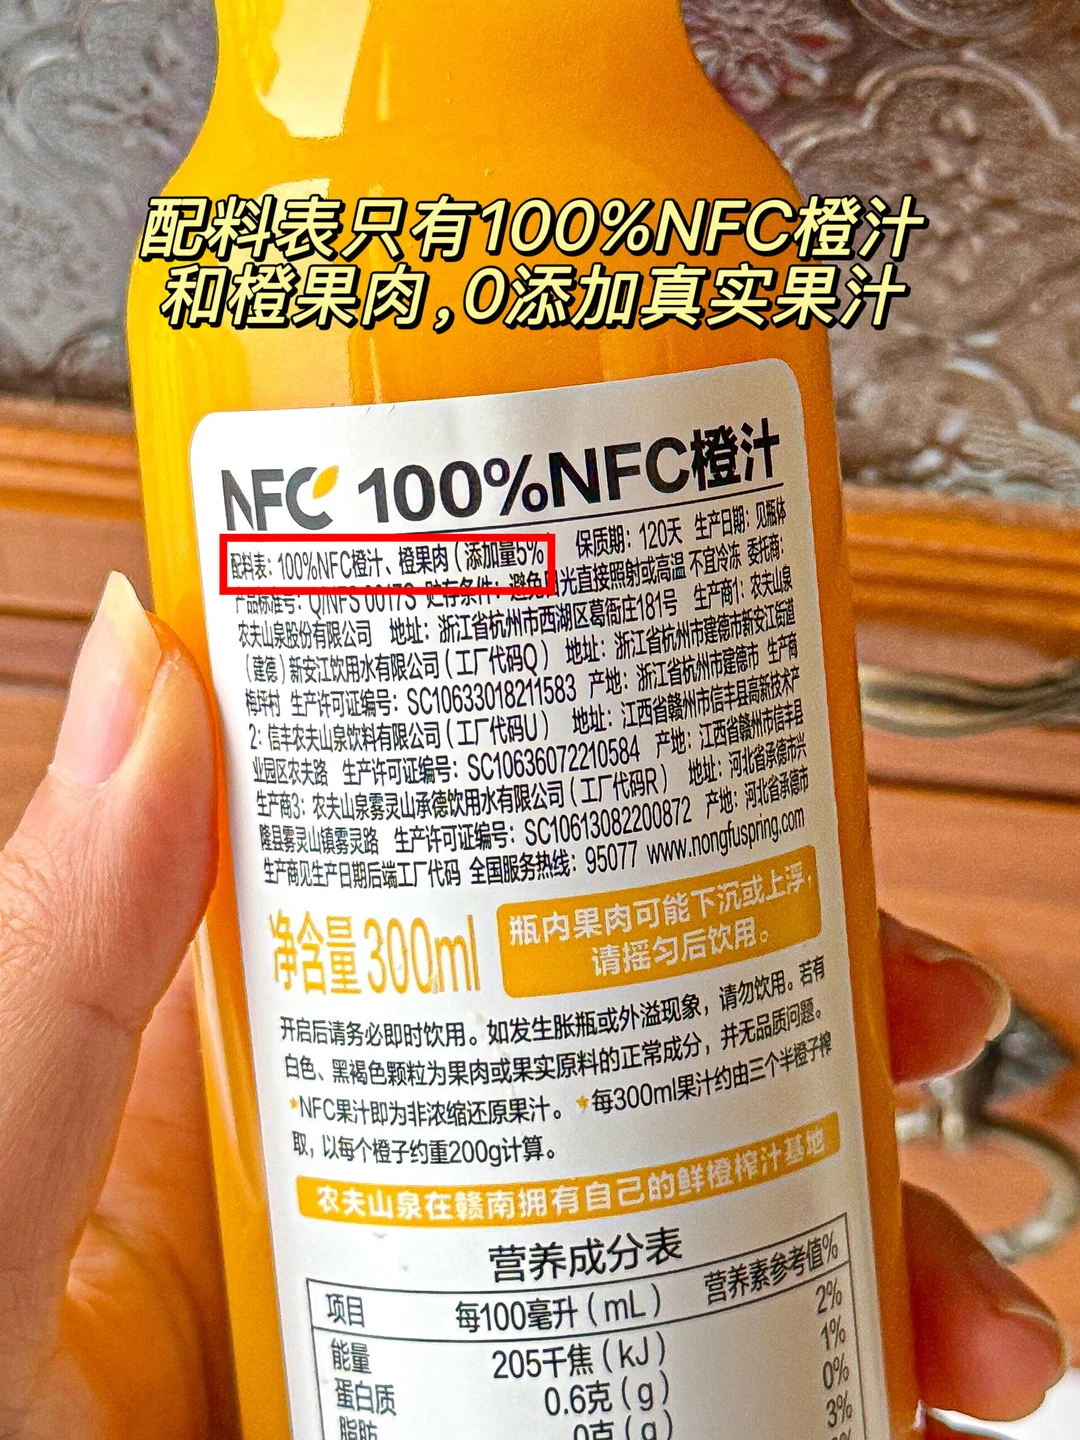 配料表只有100%NFC橙汁
和橙果肉,0添加真实果汁
NFC 100%NFC橙汁
配料表：100%NFC橙汁、橙果肉（添加量5% 保质期：120天 生产日期：见瓶体
产品标准号：Q/NFS 0017S 贮存条件：避免日光直接照射或高温 不宜冷冻 委托商：
农夫山泉股份有限公司 地址：浙江省杭州市西湖区葛衙庄181号 生产商1：农夫山泉
（建德）新安江饮用水有限公司（工厂代码Q） 地址：浙江省杭州市建德市新安江街道
梅坪村 生产许可证编号：SC10633018211583 产地：浙江省杭州市建德市 生产商
2：信丰农夫山泉饮料有限公司（工厂代码U） 地址：江西省赣州市信丰县高新技术产
业园区农夫路 生产许可证编号：SC10636072210584 产地：江西省赣州市信丰县
生产商3：农夫山泉雾灵山承德饮用水有限公司（工厂代码R） 地址：河北省承德市兴
隆县雾灵山镇雾灵路 生产许可证编号：SC10613082200872 产地：河北省承德市
生产商见生产日期后端工厂代码 全国服务热线：95077 www.nongfuspring.com
净含量300ml
瓶内果肉可能下沉或上浮，
请摇匀后饮用。
开启后请务必即时饮用。如发生胀瓶或外溢现象，请勿饮用。若有
白色、黑褐色颗粒为果肉或果实原料的正常成分，并无品质问题。
*NFC果汁即为非浓缩还原果汁。*每300ml果汁约由三个半橙子榨
取，以每个橙子约重200g计算。
农夫山泉在赣南拥有自己的鲜橙榨汁基地
营养成分表
项目 每100毫升（mL） 营养素参考值%
能量 205千焦（kJ） 2%
蛋白质 0.6克（g） 1%
脂肪 0克（g） 0%
3%